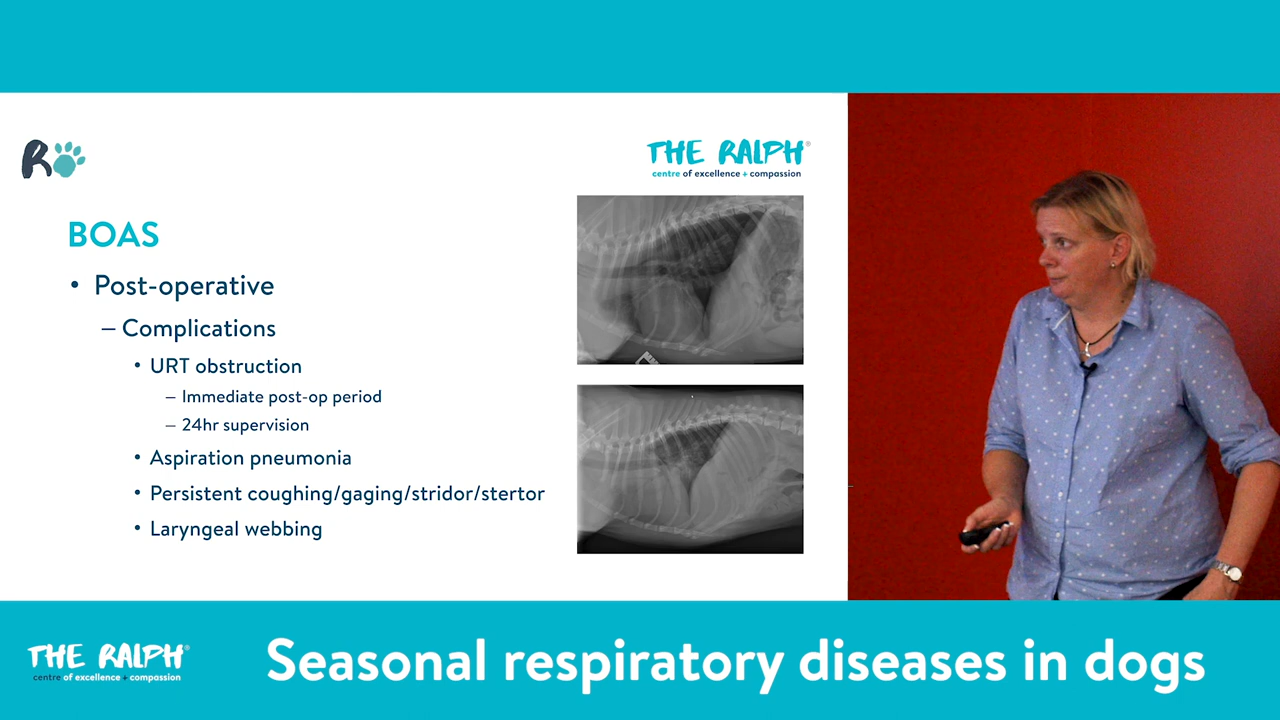 R
THE RALPH®
centre of excellence + compassion
BOAS
• Post-operative
– Complications
• URT obstruction
– Immediate post-op period
– 24hr supervision
• Aspiration pneumonia
• Persistent coughing/gaging/stridor/stertor
• Laryngeal webbing
THE RALPH®
centre of excellence + compassion
Seasonal respiratory diseases in dogs